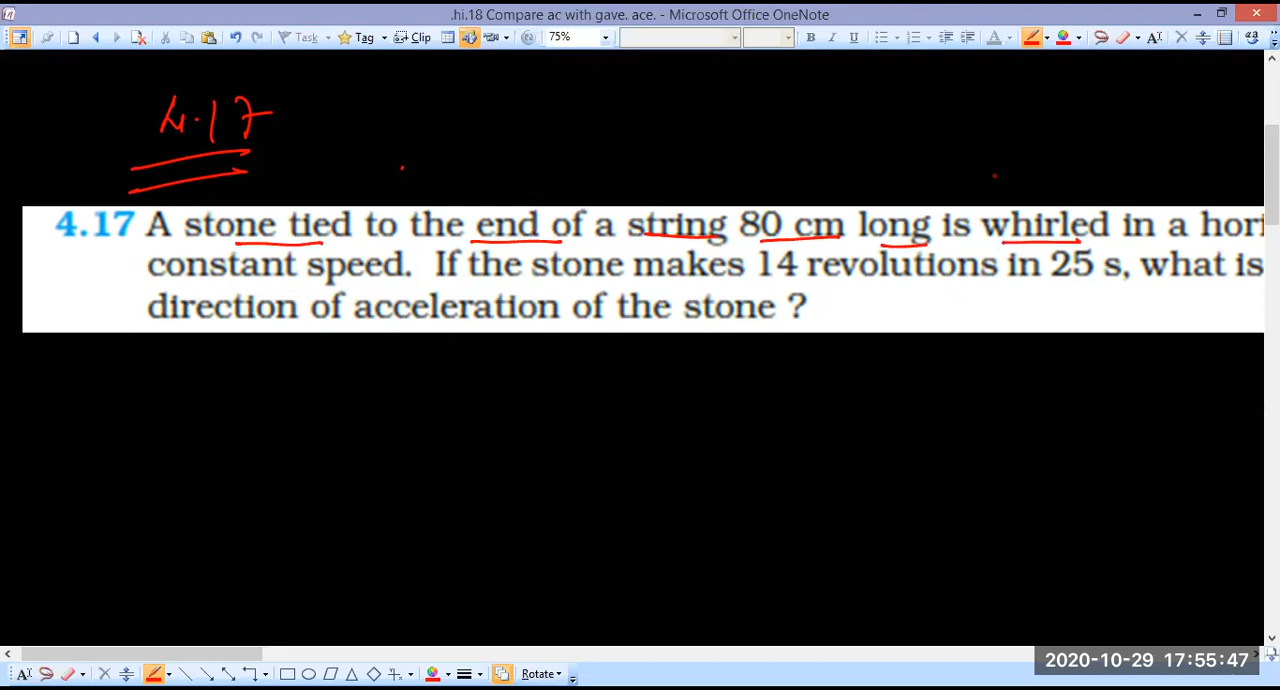 .hi.18 Compare ac with gave. ace. - Microsoft Office OneNote
Task Tag Clip 75% B I U
4.17
4.17 A stone tied to the end of a string 80 cm long is whirled in a hori
constant speed. If the stone makes 14 revolutions in 25 s, what is
direction of acceleration of the stone ?
2020-10-29 17:55:47
Rotate